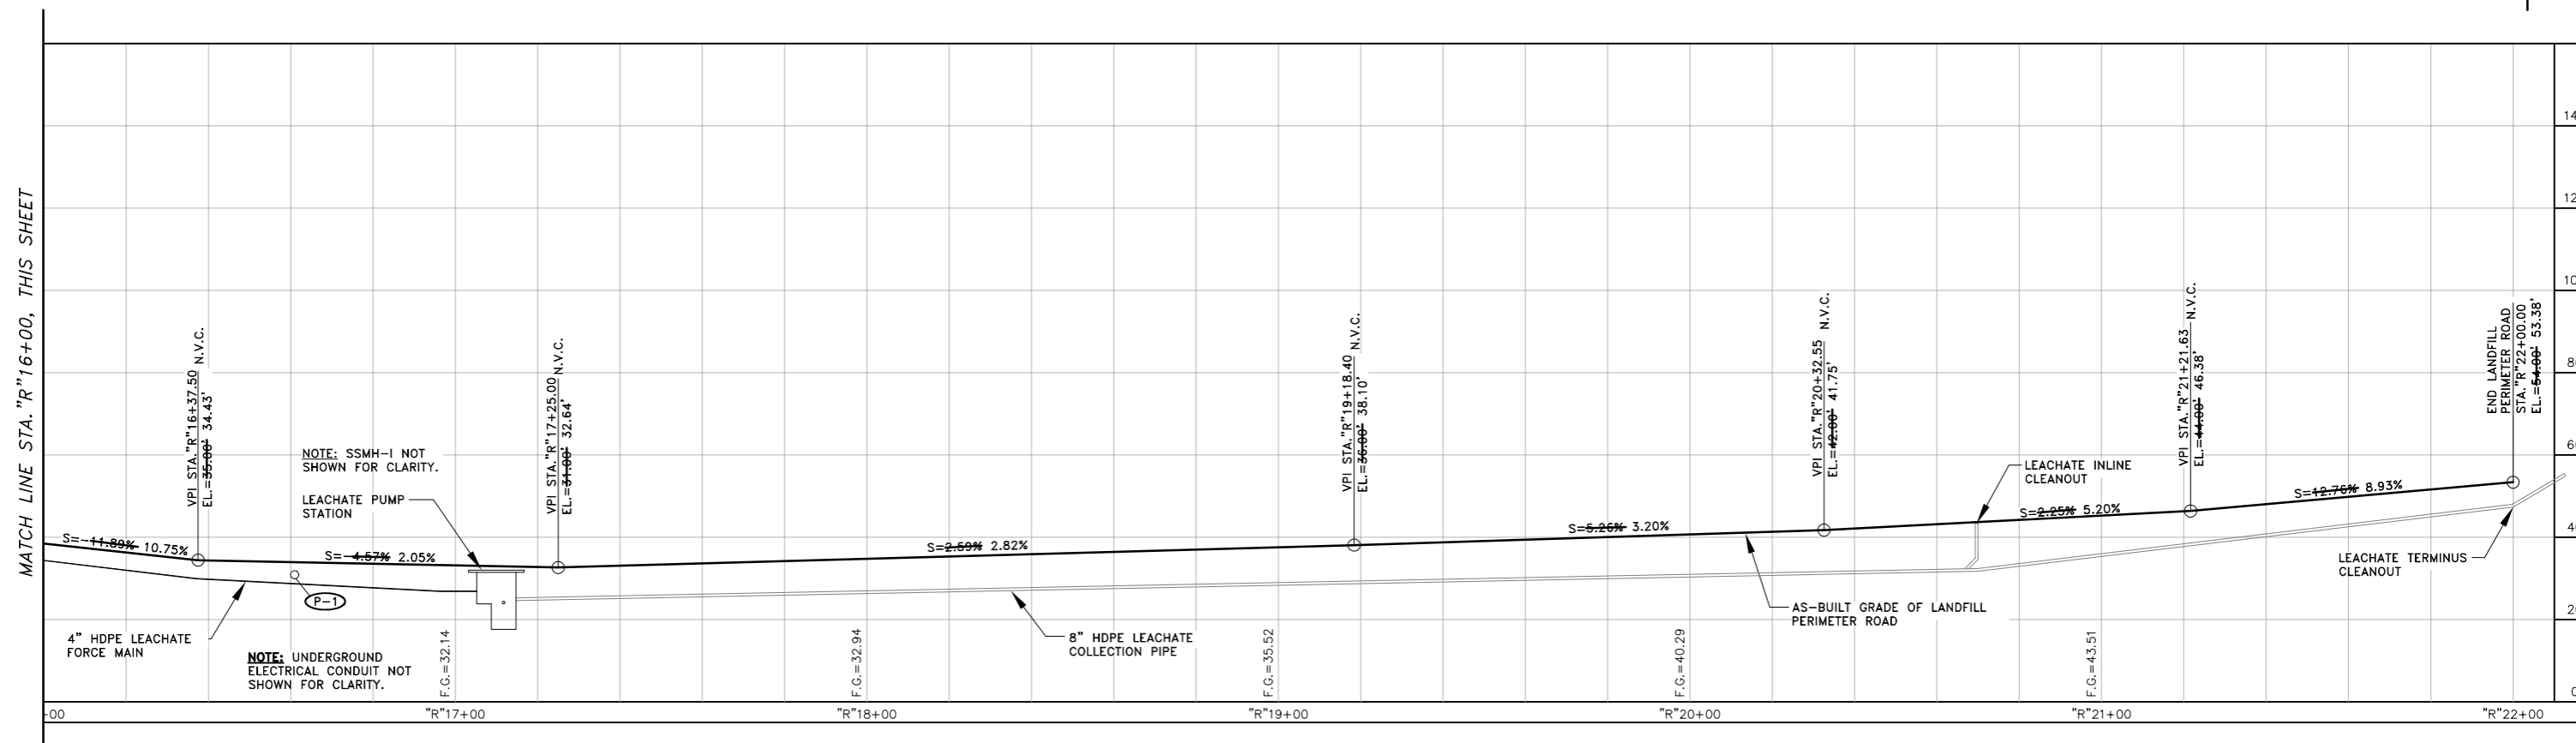 MATCH LINE STA."R"16+00, THIS SHEET
VPI STA."R"16+37.50 N.V.C.
EL.=35.00' 34.43'
VPI STA."R"17+25.00 N.V.C.
EL.=31.00' 32.64'
VPI STA."R"19+18.40 N.V.C.
EL.=36.00' 38.10'
VPI STA."R"20+32.55 N.V.C.
EL.=42.00' 41.75'
VPI STA."R"21+21.63 N.V.C.
EL.=44.00' 46.38'
END LANDFILL
PERIMETER ROAD
STA."R"22+00.00
EL.=54.00' 53.38'
NOTE: SSMH-I NOT
SHOWN FOR CLARITY.
LEACHATE PUMP
STATION
LEACHATE INLINE
CLEANOUT
S=-11.89% 10.75%
S=-4.57% 2.05%
S=2.59% 2.82%
S=5.26% 3.20%
S=2.25% 5.20%
S=12.76% 8.93%
LEACHATE TERMINUS
CLEANOUT
P-1
4" HDPE LEACHATE
FORCE MAIN
NOTE: UNDERGROUND
ELECTRICAL CONDUIT NOT
SHOWN FOR CLARITY.
8" HDPE LEACHATE
COLLECTION PIPE
AS-BUILT GRADE OF LANDFILL
PERIMETER ROAD
F.G.=32.14
F.G.=32.94
F.G.=35.52
F.G.=40.29
F.G.=43.51
+00
"R"17+00
"R"18+00
"R"19+00
"R"20+00
"R"21+00
"R"22+00
0